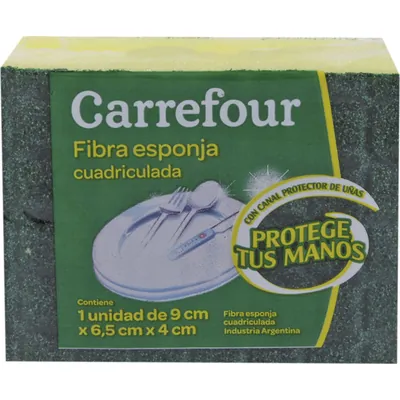 Carrefour
Fibra esponja
cuadriculada
CON CANAL PROTECTOR DE UÑAS
PROTEGE
TUS MANOS
Contiene
1 unidad de 9 cm
x 6,5 cm x 4 cm
Fibra esponja
cuadriculada
Industria Argentina